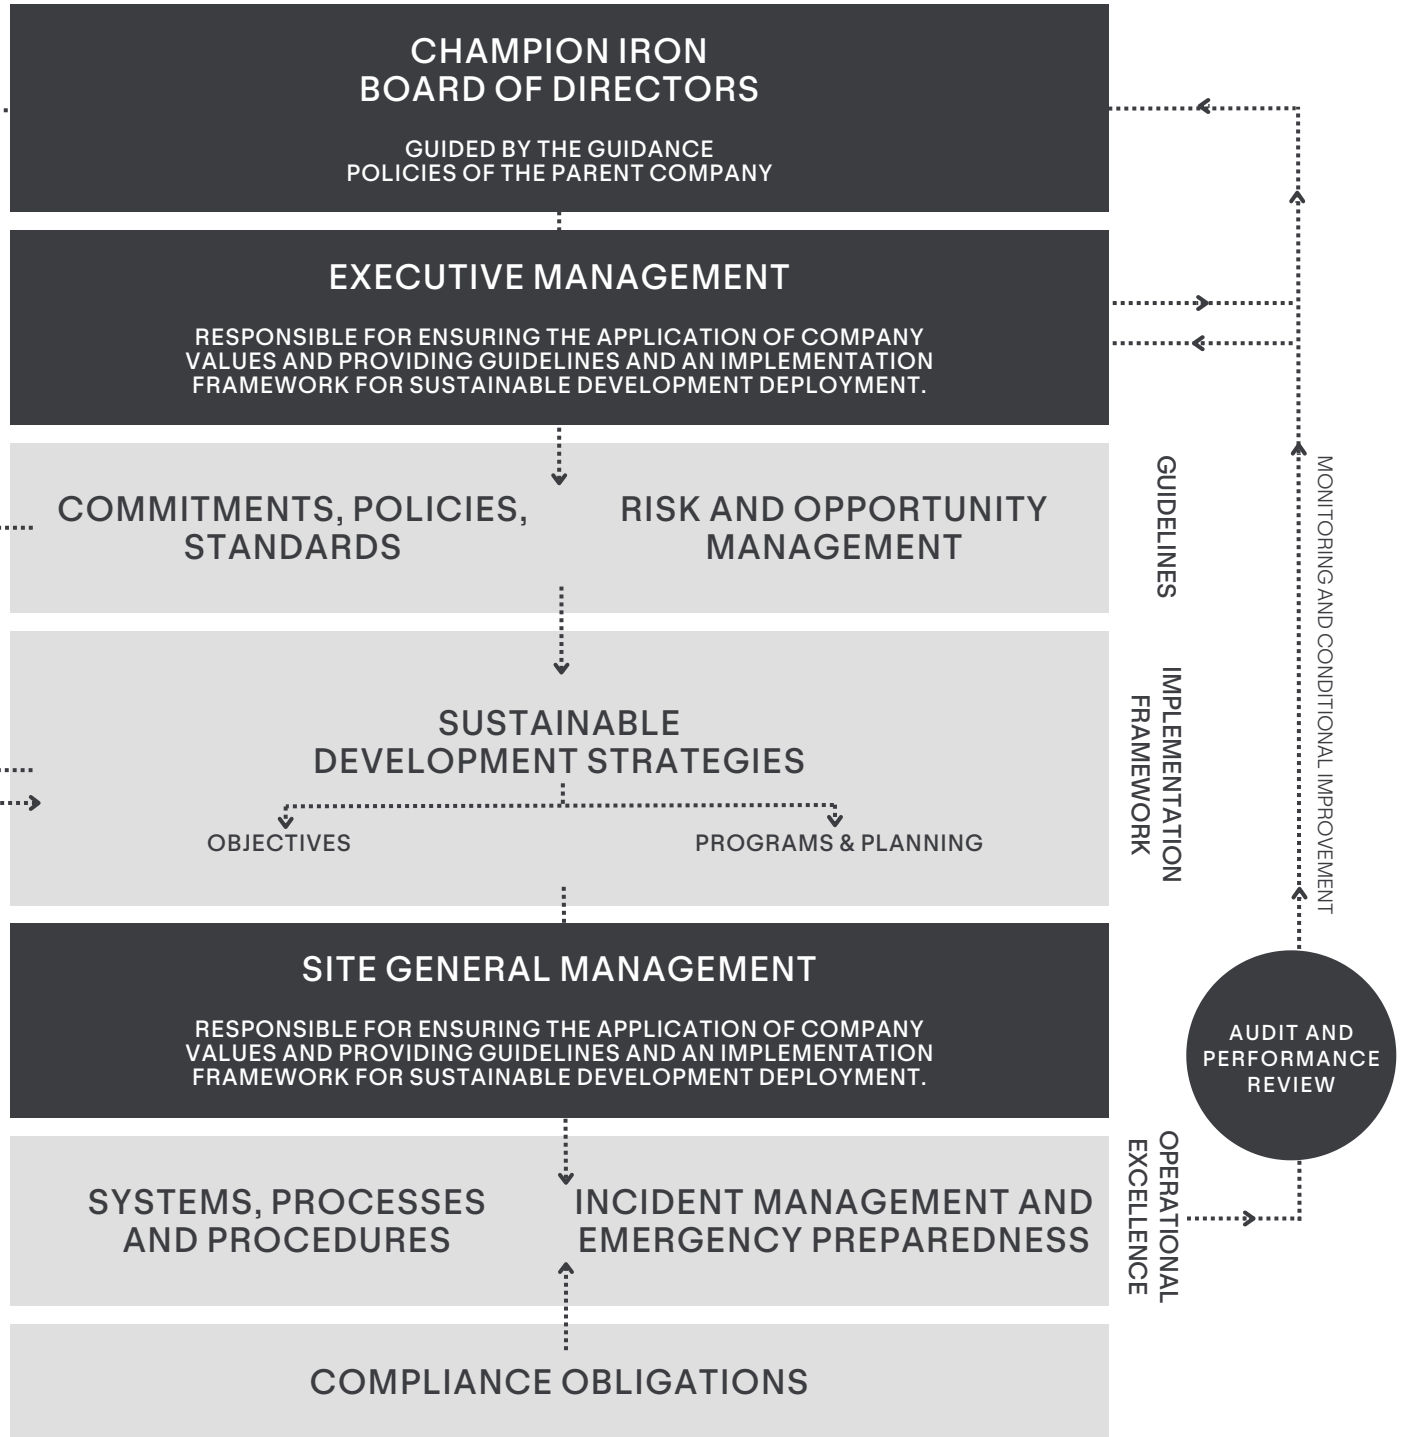 CHAMPION IRON
BOARD OF DIRECTORS
GUIDED BY THE GUIDANCE
POLICIES OF THE PARENT COMPANY
EXECUTIVE MANAGEMENT
RESPONSIBLE FOR ENSURING THE APPLICATION OF COMPANY
VALUES AND PROVIDING GUIDELINES AND AN IMPLEMENTATION
FRAMEWORK FOR SUSTAINABLE DEVELOPMENT DEPLOYMENT.
COMMITMENTS, POLICIES,
STANDARDS
RISK AND OPPORTUNITY
MANAGEMENT
GUIDELINES
SUSTAINABLE
DEVELOPMENT STRATEGIES
OBJECTIVES
PROGRAMS & PLANNING
IMPLEMENTATION
FRAMEWORK
MONITORING AND CONDITIONAL IMPROVEMENT
SITE GENERAL MANAGEMENT
RESPONSIBLE FOR ENSURING THE APPLICATION OF COMPANY
VALUES AND PROVIDING GUIDELINES AND AN IMPLEMENTATION
FRAMEWORK FOR SUSTAINABLE DEVELOPMENT DEPLOYMENT.
AUDIT AND
PERFORMANCE
REVIEW
SYSTEMS, PROCESSES
AND PROCEDURES
INCIDENT MANAGEMENT AND
EMERGENCY PREPAREDNESS
OPERATIONAL
EXCELLENCE
COMPLIANCE OBLIGATIONS